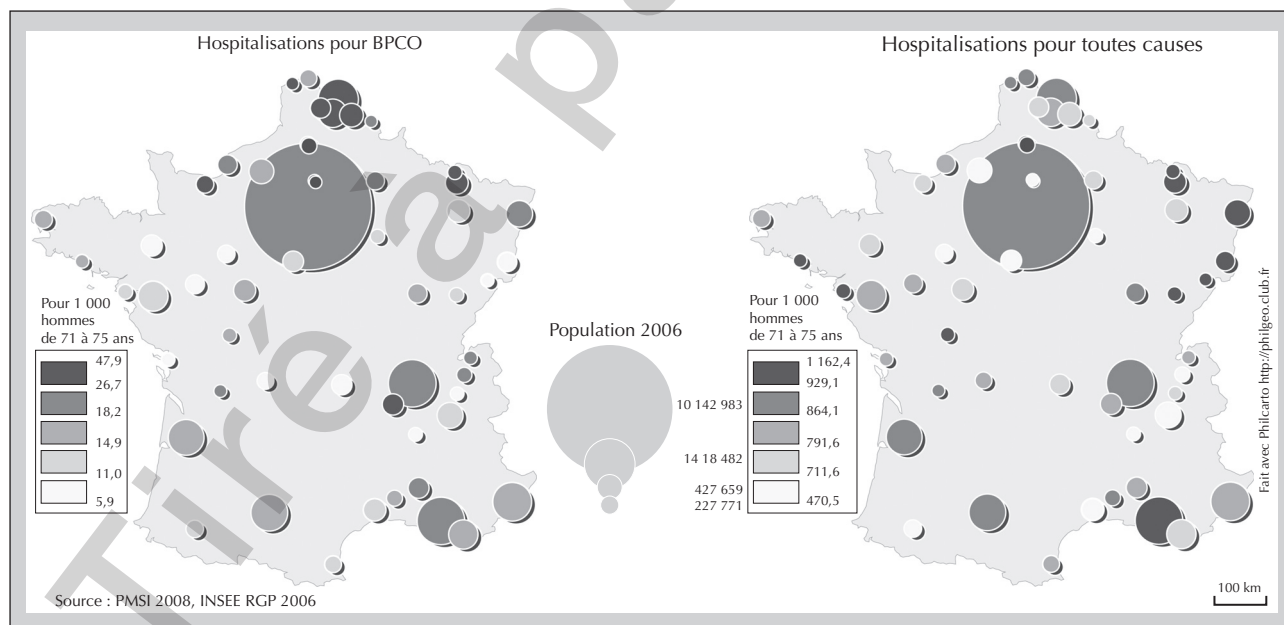 Hospitalisations pour BPCO
Pour 1 000
hommes
de 71 à 75 ans
47,9
26,7
18,2
14,9
11,0
5,9
Source : PMSI 2008, INSEE RGP 2006
Population 2006
10 142 983
14 18 482
427 659
227 771
Hospitalisations pour toutes causes
Pour 1 000
hommes
de 71 à 75 ans
1 162,4
929,1
864,1
791,6
711,6
470,5
100 km
Fait avec Philcarto http://philgeo.club.fr
Tiré à p